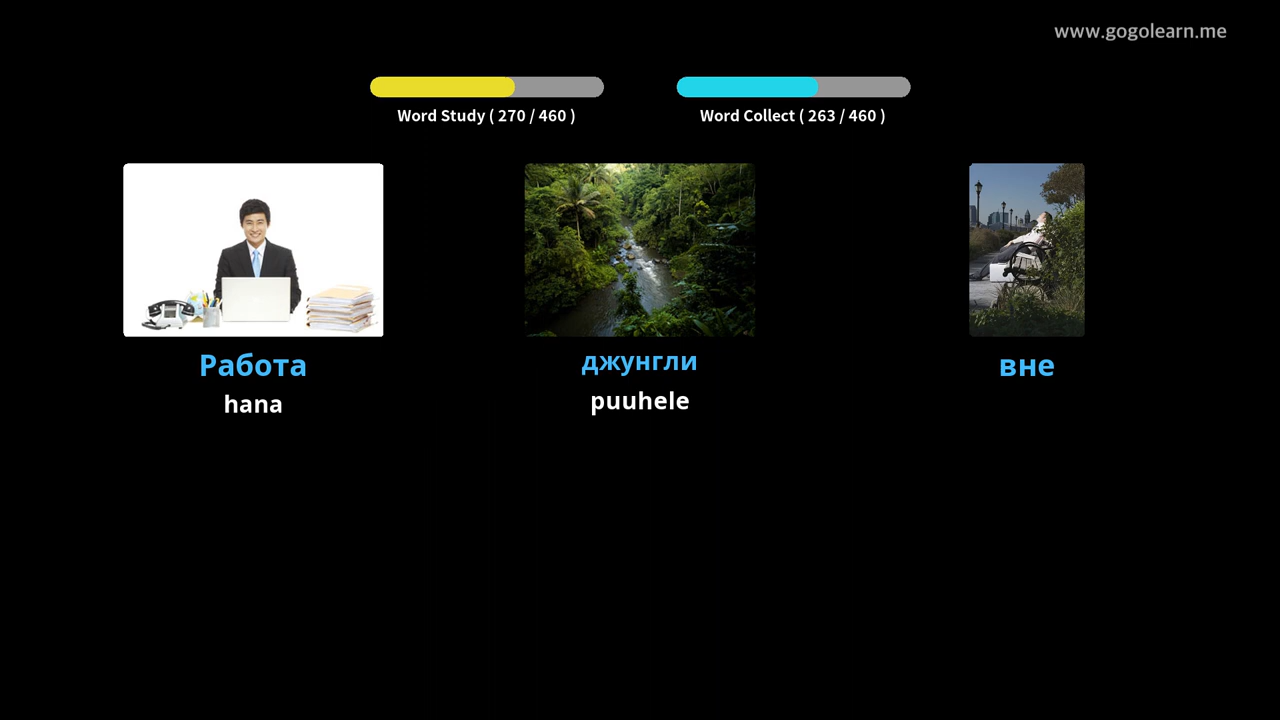 www.gogolearn.me
Word Study ( 270 / 460 )
Word Collect ( 263 / 460 )
Работа
hana
джунгли
puuhele
вне